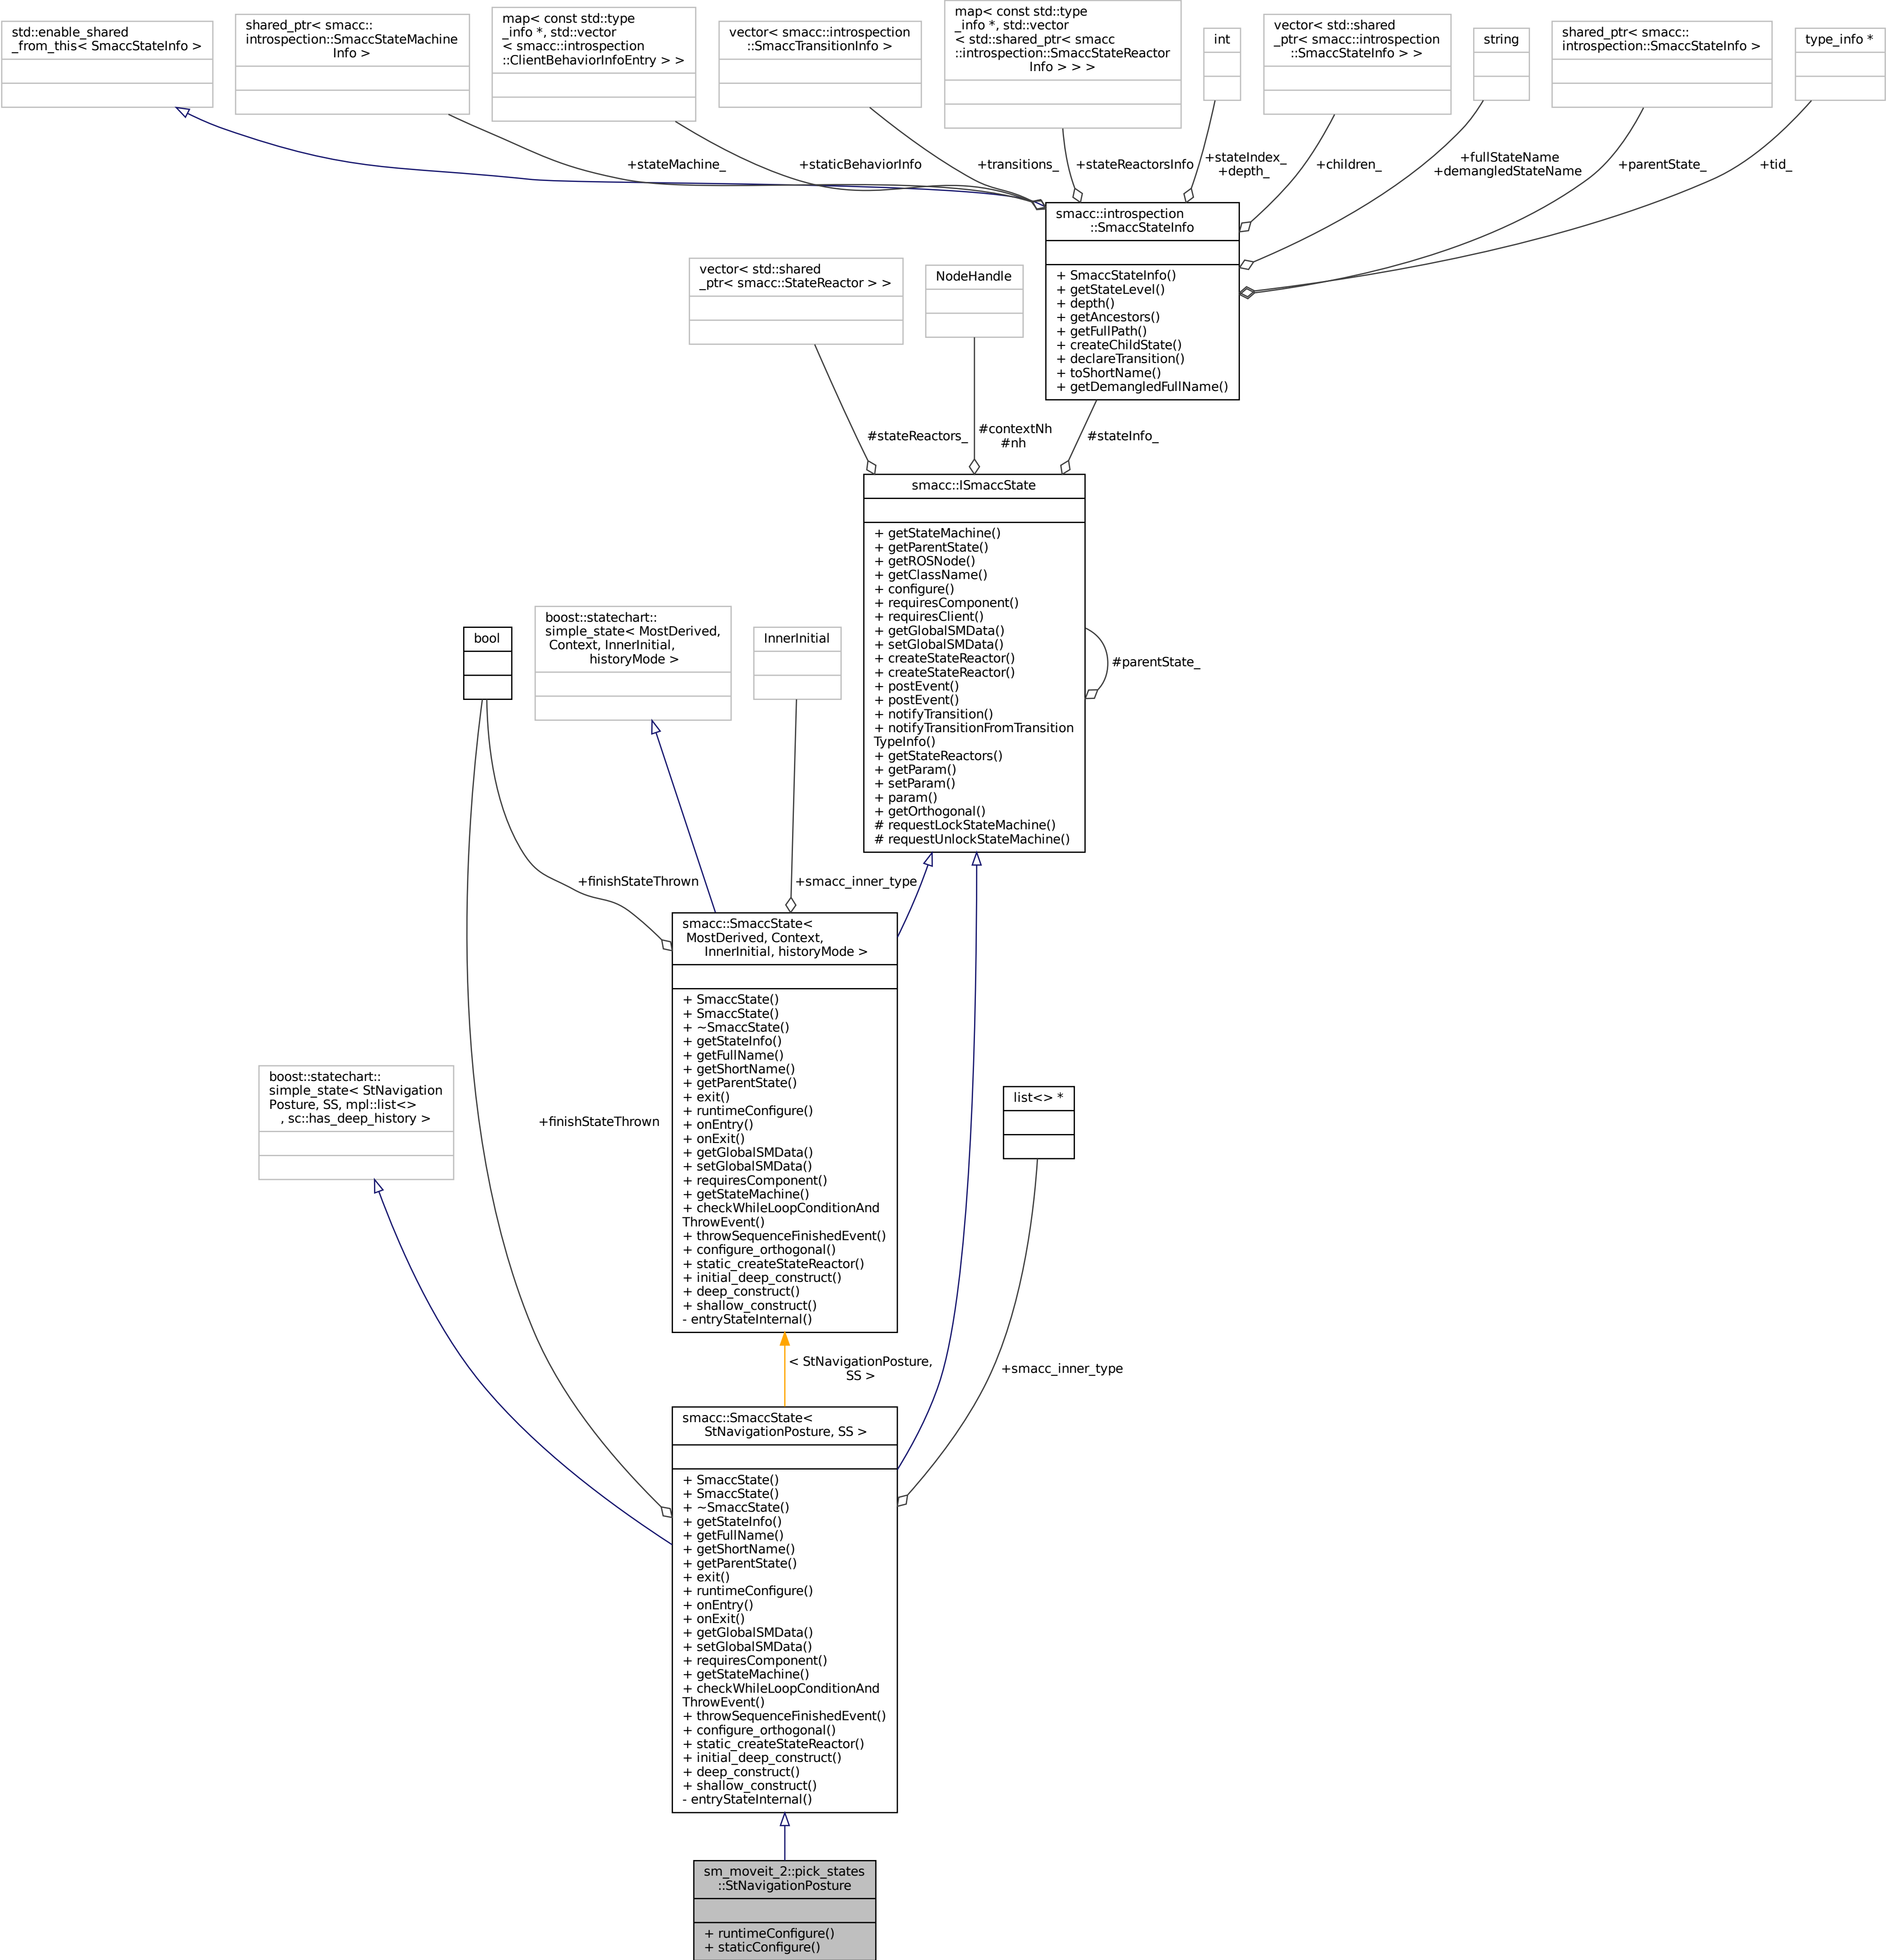 std::enable_shared
_from_this< SmaccStateInfo >
shared_ptr< smacc::
introspection::SmaccStateMachine
Info >
map< const std::type
_info *, std::vector
< smacc::introspection
::ClientBehaviorInfoEntry > >
vector< smacc::introspection
::SmaccTransitionInfo >
map< const std::type
_info *, std::vector
< std::shared_ptr< smacc
::introspection::SmaccStateReactor
Info > > >
int
vector< std::shared
_ptr< smacc::introspection
::SmaccStateInfo > >
string
shared_ptr< smacc::
introspection::SmaccStateInfo >
type_info *
+stateMachine_
+staticBehaviorInfo
+transitions_
+stateReactorsInfo
+stateIndex_
+depth_
+children_
+fullStateName
+demangledStateName
+parentState_
+tid_
smacc::introspection
::SmaccStateInfo
+ SmaccStateInfo()
+ getStateLevel()
+ depth()
+ getAncestors()
+ getFullPath()
+ createChildState()
+ declareTransition()
+ toShortName()
+ getDemangledFullName()
vector< std::shared
_ptr< smacc::StateReactor > >
NodeHandle
#stateReactors_
#contextNh
#nh
#stateInfo_
smacc::ISmaccState
+ getStateMachine()
+ getParentState()
+ getROSNode()
+ getClassName()
+ configure()
+ requiresComponent()
+ requiresClient()
+ getGlobalSMData()
+ setGlobalSMData()
+ createStateReactor()
+ createStateReactor()
+ postEvent()
+ postEvent()
+ notifyTransition()
+ notifyTransitionFromTransition
TypeInfo()
+ getStateReactors()
+ getParam()
+ setParam()
+ param()
+ getOrthogonal()
# requestLockStateMachine()
# requestUnlockStateMachine()
#parentState_
bool
boost::statechart::
simple_state< MostDerived,
Context, InnerInitial,
historyMode >
InnerInitial
+finishStateThrown
+smacc_inner_type
smacc::SmaccState<
MostDerived, Context,
InnerInitial, historyMode >
+ SmaccState()
+ SmaccState()
+ ~SmaccState()
+ getStateInfo()
+ getFullName()
+ getShortName()
+ getParentState()
+ exit()
+ runtimeConfigure()
+ onEntry()
+ onExit()
+ getGlobalSMData()
+ setGlobalSMData()
+ requiresComponent()
+ getStateMachine()
+ checkWhileLoopConditionAnd
ThrowEvent()
+ throwSequenceFinishedEvent()
+ configure_orthogonal()
+ static_createStateReactor()
+ initial_deep_construct()
+ deep_construct()
+ shallow_construct()
- entryStateInternal()
boost::statechart::
simple_state< StNavigation
Posture, SS, mpl::list<>
, sc::has_deep_history >
+finishStateThrown
list<> *
< StNavigationPosture,
SS >
+smacc_inner_type
smacc::SmaccState<
StNavigationPosture, SS >
+ SmaccState()
+ SmaccState()
+ ~SmaccState()
+ getStateInfo()
+ getFullName()
+ getShortName()
+ getParentState()
+ exit()
+ runtimeConfigure()
+ onEntry()
+ onExit()
+ getGlobalSMData()
+ setGlobalSMData()
+ requiresComponent()
+ getStateMachine()
+ checkWhileLoopConditionAnd
ThrowEvent()
+ throwSequenceFinishedEvent()
+ configure_orthogonal()
+ static_createStateReactor()
+ initial_deep_construct()
+ deep_construct()
+ shallow_construct()
- entryStateInternal()
sm_moveit_2::pick_states
::StNavigationPosture
+ runtimeConfigure()
+ staticConfigure()